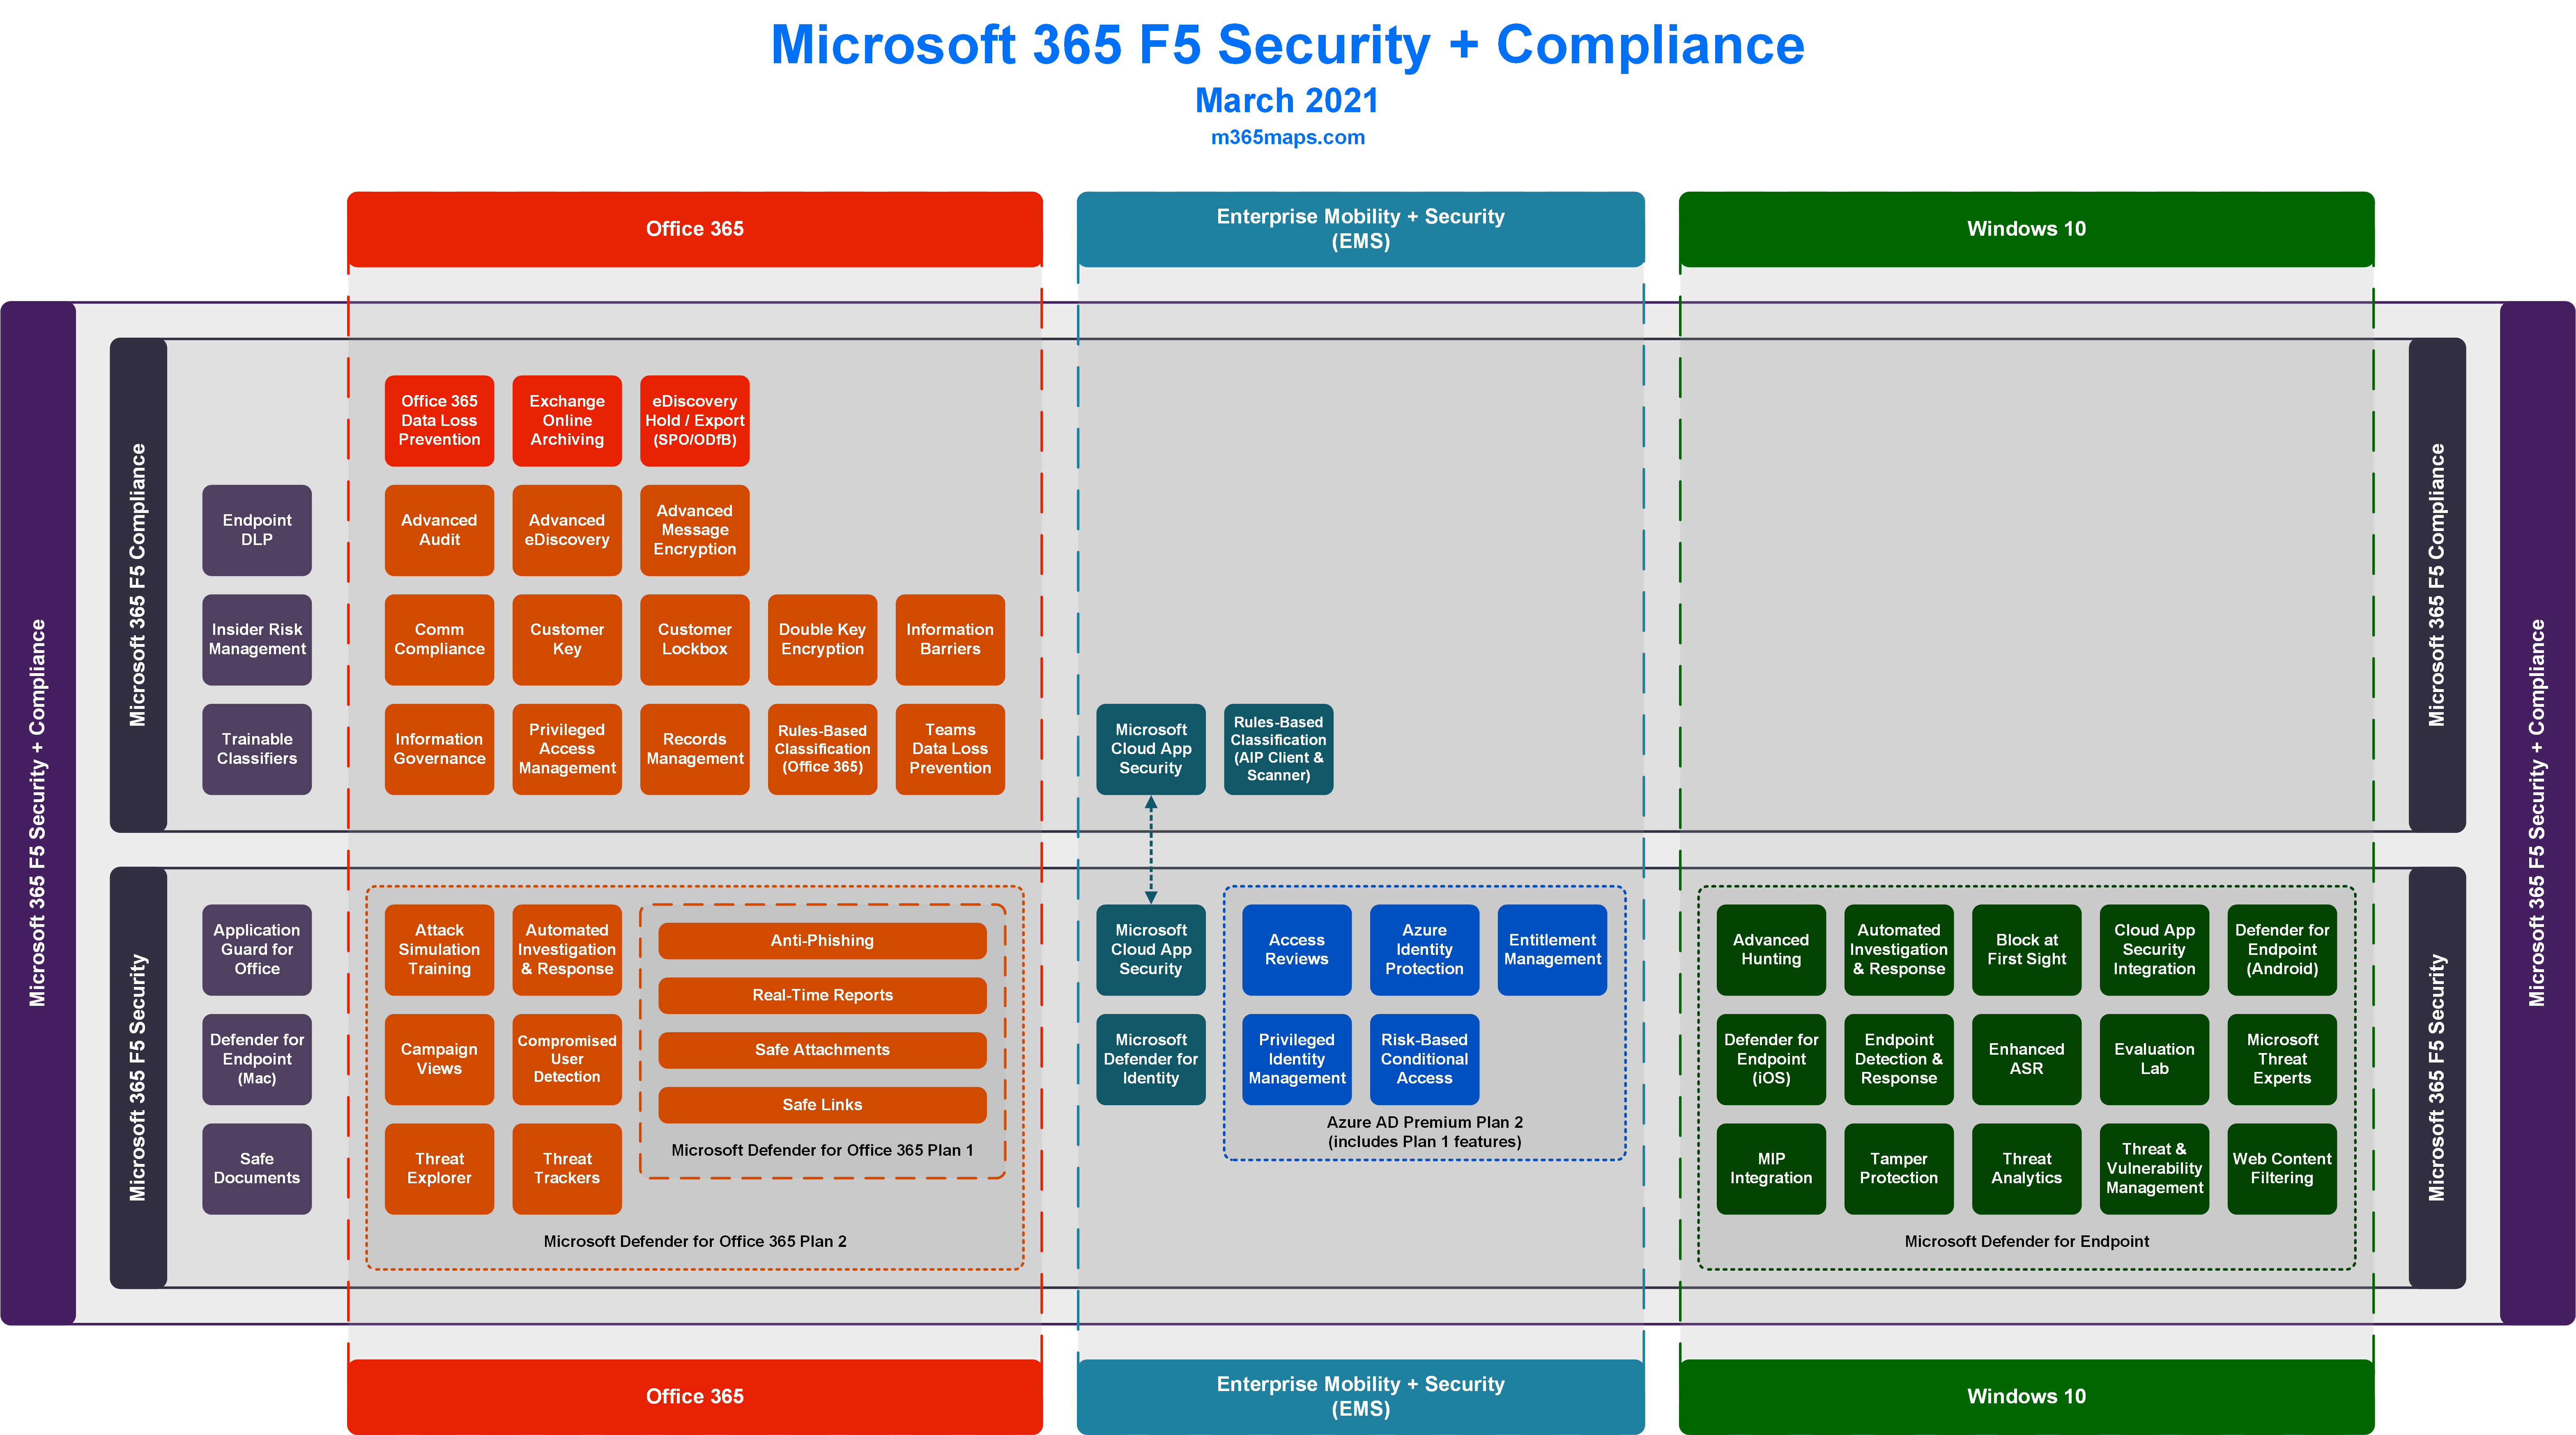 Microsoft 365 F5 Security + Compliance
March 2021
m365maps.com
Office 365
Enterprise Mobility + Security
(EMS)
Windows 10
Microsoft 365 F5 Security + Compliance
Microsoft 365 F5 Compliance
Endpoint
DLP
Insider Risk
Management
Trainable
Classifiers
Office 365
Data Loss
Prevention
Exchange
Online
Archiving
eDiscovery
Hold / Export
(SPO/ODfB)
Advanced
Audit
Advanced
eDiscovery
Advanced
Message
Encryption
Comm
Compliance
Customer
Key
Customer
Lockbox
Double Key
Encryption
Information
Barriers
Information
Governance
Privileged
Access
Management
Records
Management
Rules-Based
Classification
(Office 365)
Teams
Data Loss
Prevention
Microsoft
Cloud App
Security
Rules-Based
Classification
(AIP Client &
Scanner)
Microsoft 365 F5 Compliance
Microsoft 365 F5 Security + Compliance
Microsoft 365 F5 Security
Application
Guard for
Office
Defender for
Endpoint
(Mac)
Safe
Documents
Attack
Simulation
Training
Automated
Investigation
& Response
Campaign
Views
Compromised
User
Detection
Threat
Explorer
Threat
Trackers
Anti-Phishing
Real-Time Reports
Safe Attachments
Safe Links
Microsoft Defender for Office 365 Plan 1
Microsoft Defender for Office 365 Plan 2
Microsoft
Cloud App
Security
Microsoft
Defender for
Identity
Access
Reviews
Azure
Identity
Protection
Entitlement
Management
Privileged
Identity
Management
Risk-Based
Conditional
Access
Azure AD Premium Plan 2
(includes Plan 1 features)
Advanced
Hunting
Automated
Investigation
& Response
Block at
First Sight
Cloud App
Security
Integration
Defender for
Endpoint
(Android)
Defender for
Endpoint
(iOS)
Endpoint
Detection &
Response
Enhanced
ASR
Evaluation
Lab
Microsoft
Threat
Experts
MIP
Integration
Tamper
Protection
Threat
Analytics
Threat &
Vulnerability
Management
Web Content
Filtering
Microsoft Defender for Endpoint
Microsoft 365 F5 Security
Office 365
Enterprise Mobility + Security
(EMS)
Windows 10